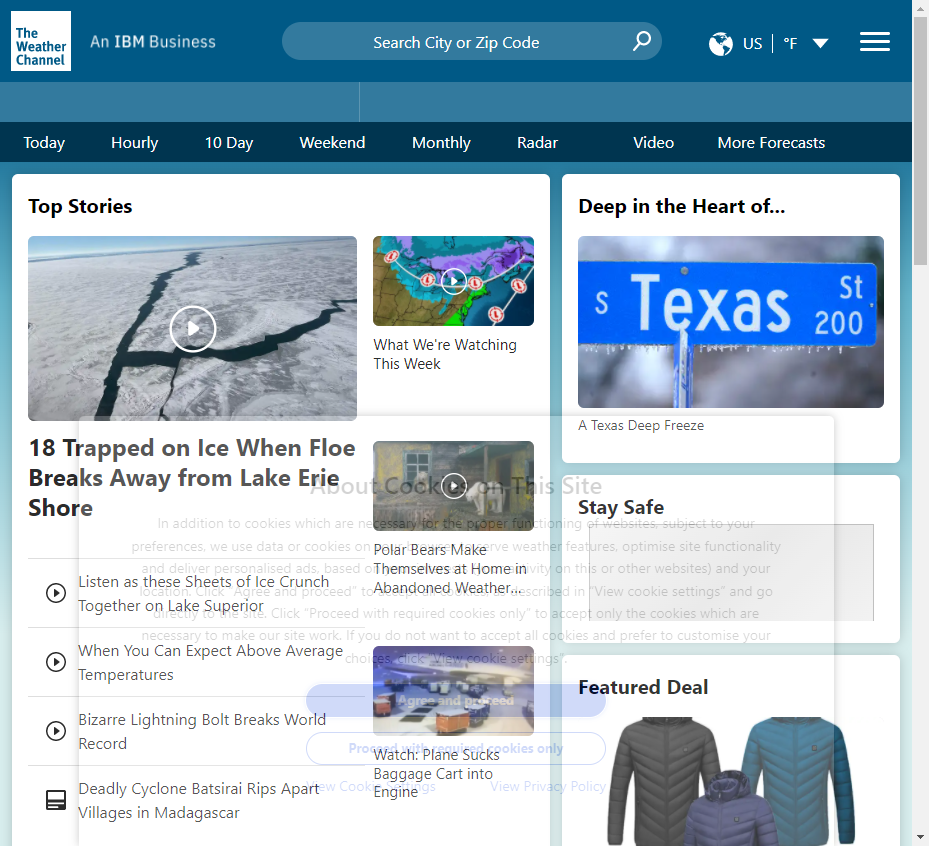 The
Weather
Channel
An IBM Business
Search City or Zip Code
US
°F
Today
Hourly
10 Day
Weekend
Monthly
Radar
Video
More Forecasts
Top Stories
What We're Watching
This Week
18 Trapped on Ice When Floe
Breaks Away from Lake Erie
Shore
Polar Bears Make
Themselves at Home in
Abandoned Weather...
Listen as these Sheets of Ice Crunch
Together on Lake Superior
When You Can Expect Above Average
Temperatures
Bizarre Lightning Bolt Breaks World
Record
Deadly Cyclone Batsirai Rips Apart
Villages in Madagascar
Watch: Plane Sucks
Baggage Cart into
Engine
Deep in the Heart of...
S Texas St
200
A Texas Deep Freeze
Stay Safe
Featured Deal
About Cookies on This Site
In addition to cookies which are necessary for the proper functioning of websites, subject to your
preferences, we use data or cookies on your browser to serve weather features, optimise site functionality
and deliver personalised ads, based on your activity on this or other websites) and your
location. Click "Agree and proceed" to accept all cookies as described in "View cookie settings" and go
directly to the site. Click "Proceed with required cookies only" to accept only the cookies which are
necessary to make our site work. If you do not want to accept all cookies and prefer to customise your
choices, click "View cookie settings".
Agree and proceed
Proceed with required cookies only
View Cookie Settings
View Privacy Policy